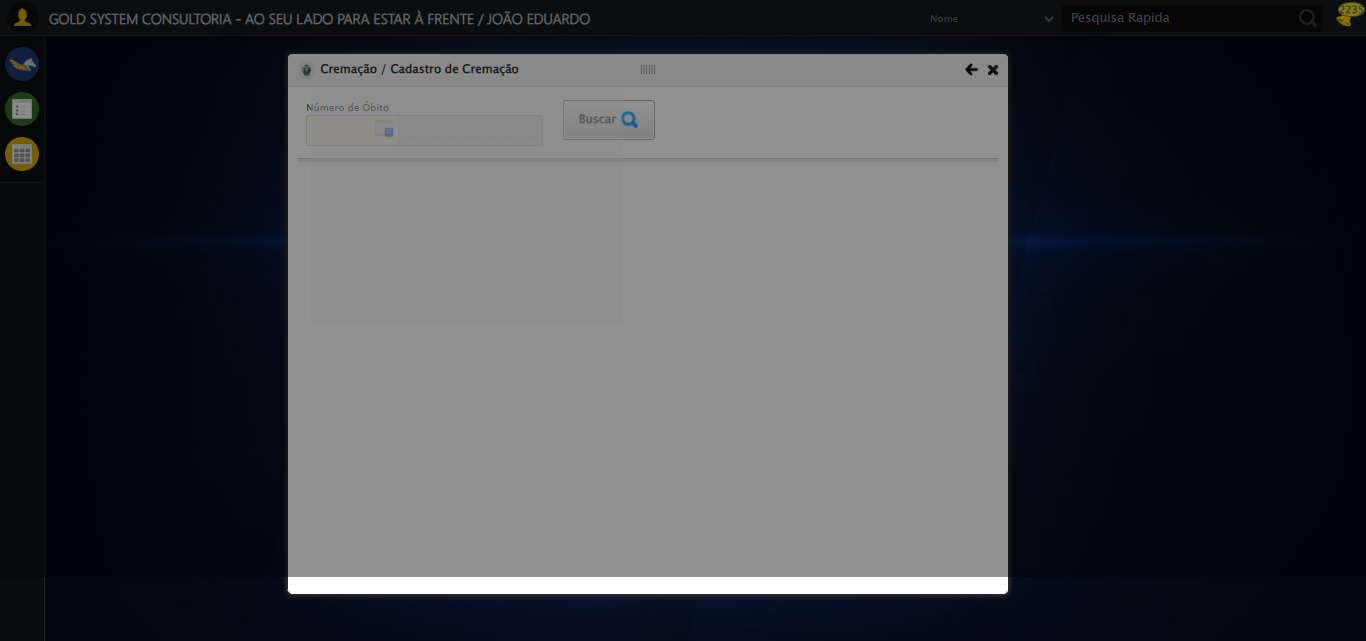 GOLD SYSTEM CONSULTORIA - AO SEU LADO PARA ESTAR À FRENTE / JOÃO EDUARDO
Nome
Pesquisa Rapida
2235
Cremação / Cadastro de Cremação
Número de Óbito
Buscar